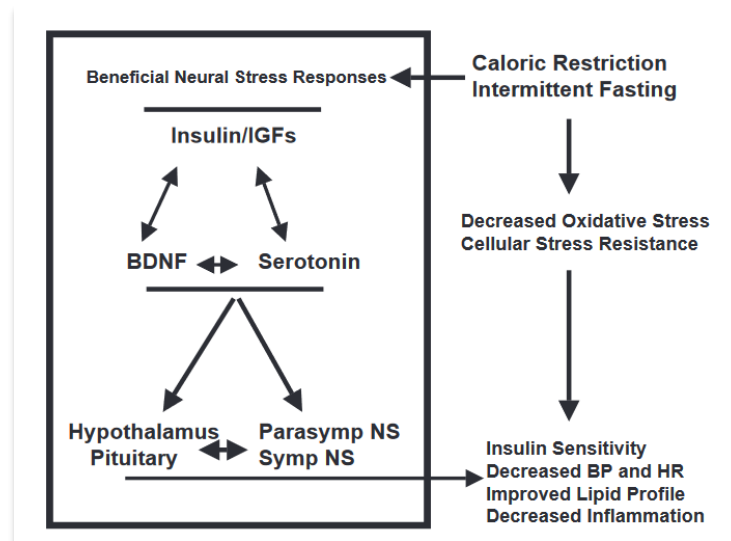 Beneficial Neural Stress Responses
Caloric Restriction
Intermittent Fasting
Insulin/IGFs
BDNF
Serotonin
Decreased Oxidative Stress
Cellular Stress Resistance
Hypothalamus
Pituitary
Parasymp NS
Symp NS
Insulin Sensitivity
Decreased BP and HR
Improved Lipid Profile
Decreased Inflammation